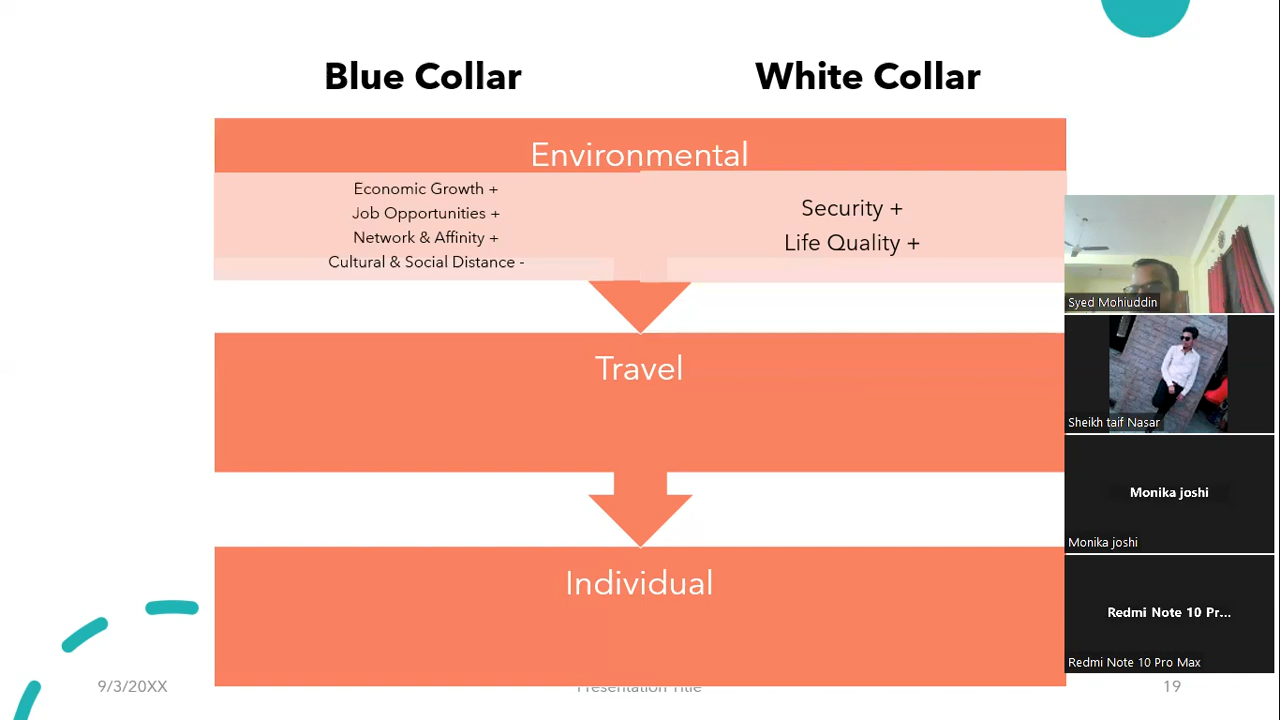 Blue Collar
White Collar
Environmental
Economic Growth +
Job Opportunities +
Network & Affinity +
Cultural & Social Distance -
Security +
Life Quality +
Travel
Individual
9/3/20XX
Presentation Title
19
Syed Mohiuddin
Sheikh taif Nasar
Monika joshi
Monika joshi
Redmi Note 10 Pr...
Redmi Note 10 Pro Max